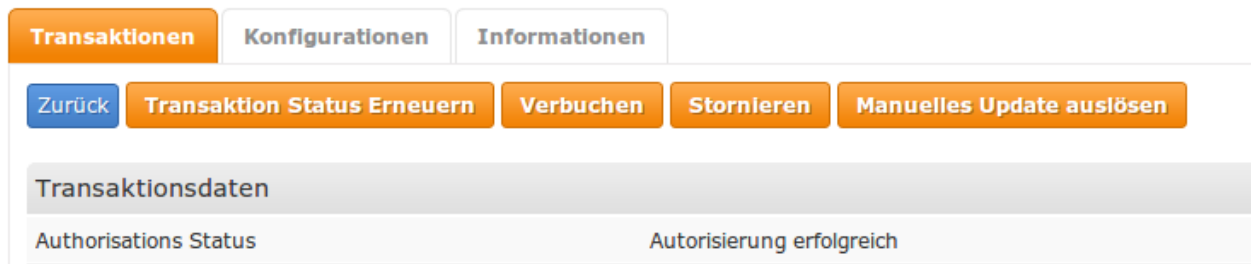 Transaktionen Konfigurationen Informationen
Zurück Transaktion Status Erneuern Verbuchen Stornieren Manuelles Update auslösen
Transaktionsdaten
Authorisations Status Autorisierung erfolgreich